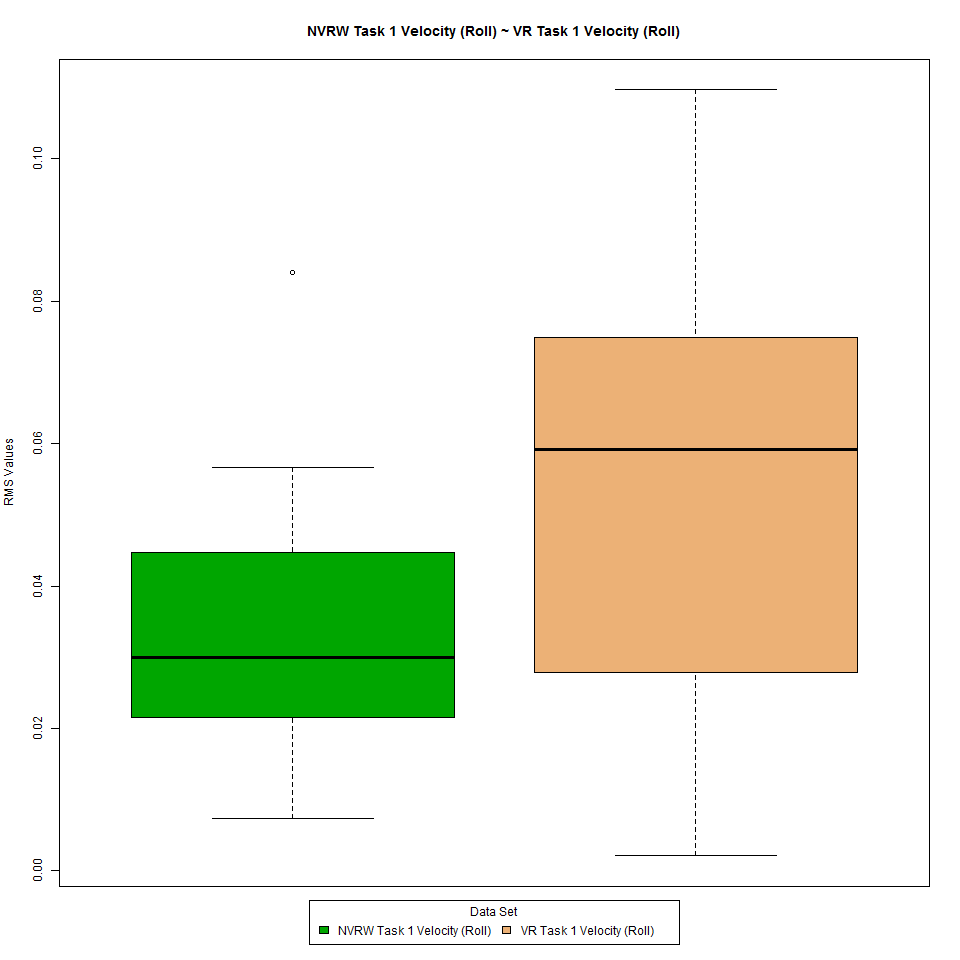 NVRW Task 1 Velocity (Roll) ~ VR Task 1 Velocity (Roll)
RMS Values
0.10
0.08
0.06
0.04
0.02
0.00
Data Set
NVRW Task 1 Velocity (Roll) VR Task 1 Velocity (Roll)